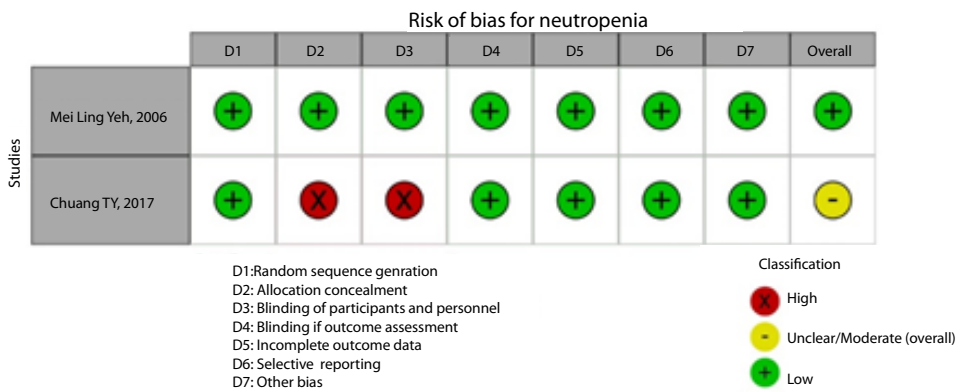 Risk of bias for neutropenia
D1 D2 D3 D4 D5 D6 D7 Overall
Studies
Mei Ling Yeh, 2006 + + + + + + + +
Chuang TY, 2017 + X X + + + + -
D1:Random sequence genration
D2: Allocation concealment
D3: Blinding of participants and personnel
D4: Blinding if outcome assessment
D5: Incomplete outcome data
D6: Selective reporting
D7: Other bias
Classification
X High
- Unclear/Moderate (overall)
+ Low